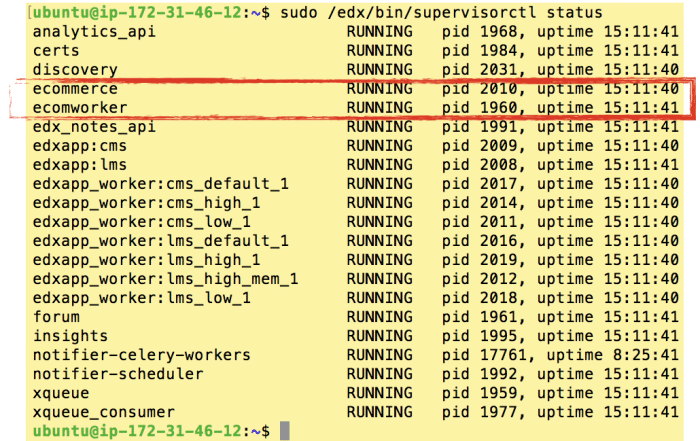 [ubuntu@ip-172-31-46-12:~$ sudo /edx/bin/supervisorctl status
analytics_api RUNNING pid 1968, uptime 15:11:41
certs RUNNING pid 1984, uptime 15:11:41
discovery RUNNING pid 2031, uptime 15:11:40
ecommerce RUNNING pid 2010, uptime 15:11:40
ecomworker RUNNING pid 1960, uptime 15:11:41
edx_notes_api RUNNING pid 1991, uptime 15:11:41
edxapp:cms RUNNING pid 2009, uptime 15:11:40
edxapp:lms RUNNING pid 2008, uptime 15:11:41
edxapp_worker:cms_default_1 RUNNING pid 2017, uptime 15:11:40
edxapp_worker:cms_high_1 RUNNING pid 2014, uptime 15:11:40
edxapp_worker:cms_low_1 RUNNING pid 2011, uptime 15:11:40
edxapp_worker:lms_default_1 RUNNING pid 2016, uptime 15:11:40
edxapp_worker:lms_high_1 RUNNING pid 2019, uptime 15:11:40
edxapp_worker:lms_high_mem_1 RUNNING pid 2012, uptime 15:11:40
edxapp_worker:lms_low_1 RUNNING pid 2018, uptime 15:11:40
forum RUNNING pid 1961, uptime 15:11:41
insights RUNNING pid 1995, uptime 15:11:41
notifier-celery-workers RUNNING pid 17761, uptime 8:25:41
notifier-scheduler RUNNING pid 1992, uptime 15:11:41
xqueue RUNNING pid 1959, uptime 15:11:41
xqueue_consumer RUNNING pid 1977, uptime 15:11:41
ubuntu@ip-172-31-46-12:~$